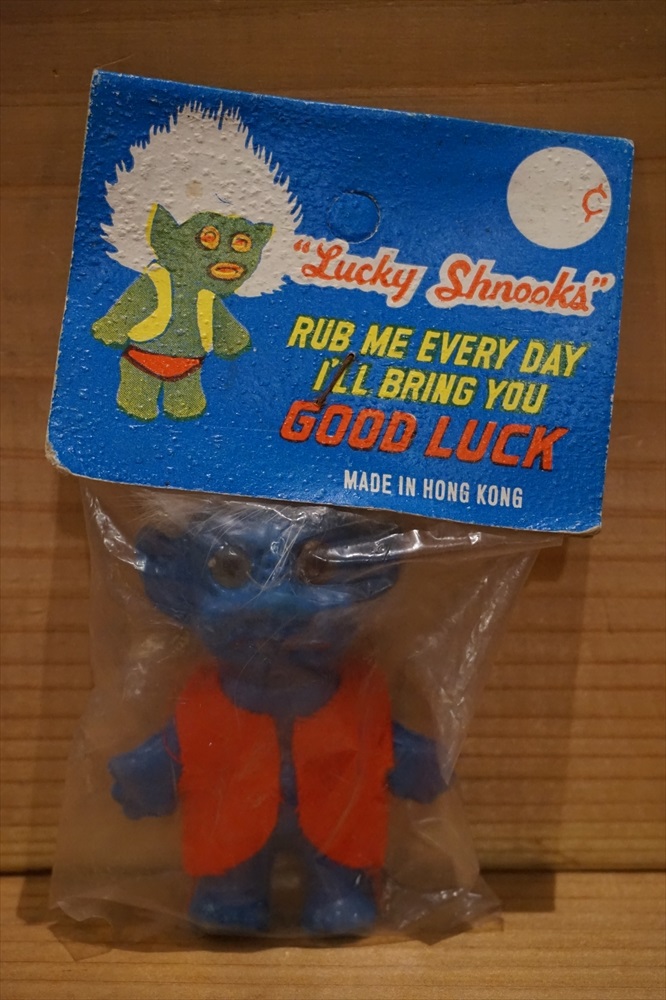 ¢
"Lucky Shnooks"
RUB ME EVERY DAY
I'LL BRING YOU
GOOD LUCK
MADE IN HONG KONG